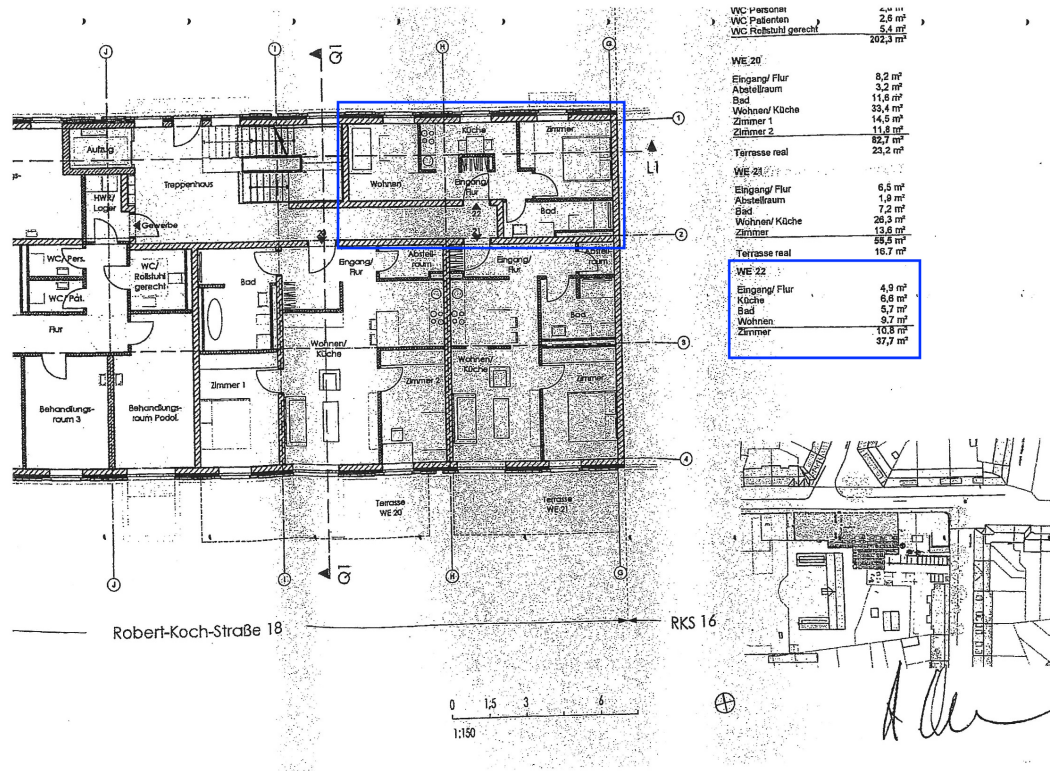 WC Personal
WC Patienten 2,6 m²
WC Rollstuhl gerecht 5,4 m²
202,3 m²
WE 20
Eingang/ Flur 8,2 m²
Abstellraum 3,2 m²
Bad 11,6 m²
Wohnen/ Küche 33,4 m²
Zimmer 1 14,5 m²
Zimmer 2 11,8 m²
82,7 m²
Terrasse real 23,2 m²
WE 21
Eingang/ Flur 6,5 m²
Abstellraum 1,9 m²
Bad 7,2 m²
Wohnen/ Küche 26,3 m²
Zimmer 13,6 m²
55,5 m²
Terrasse real 16,7 m²
WE 22
Eingang/ Flur 4,9 m²
Küche 6,6 m²
Bad 5,7 m²
Wohnen 9,7 m²
Zimmer 10,8 m²
37,7 m²
J
I
Q1
H
G
1
Aufzug
Treppenhaus
Wohnen
Küche
Eingang/
Flur
Zimmer
Bad
L1
2
HWR/
Lager
Gewerbe
WC/Pers.
WC/Pat.
WC/
Rollstuhl
gerecht
Bad
Eingang/
Flur
Abstell-
raum
Eingang/
Flur
Abstell-
raum
Bad
Flur
Wohnen/
Küche
Wohnen/
Küche
3
Behandlungs-
raum 3
Behandlungs-
raum Podol.
Zimmer 1
Zimmer 2
Zimmer
4
Terrasse
WE 20
Terrasse
WE 21
J
I
Q1
H
G
Robert-Koch-Straße 18
RKS 16
0 1,5 3 6
1:150